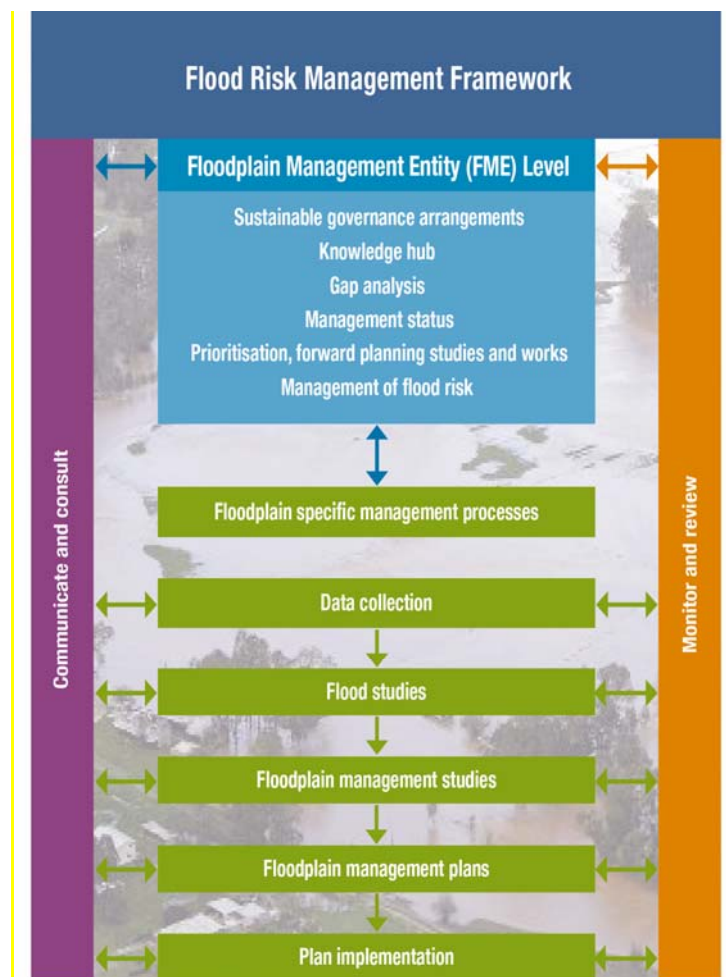 Flood Risk Management Framework
Floodplain Management Entity (FME) Level
Sustainable governance arrangements
Knowledge hub
Gap analysis
Management status
Prioritisation, forward planning studies and works
Management of flood risk
Communicate and consult
Monitor and review
Floodplain specific management processes
Data collection
Flood studies
Floodplain management studies
Floodplain management plans
Plan implementation